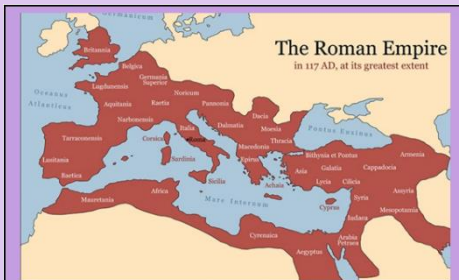 Germanicum
The Roman Empire
in 117 AD, at its greatest extent
Britannia
Oceanus
Atlanticus
Belgica
Germania
Superior
Lugdunensis
Noricum
Raetia
Pannonia
Aquitania
Dacia
Narbonensis
Dalmatia
Moesia
Pontus Euxinus
Italia
Corsica
Rome
Thracia
Tarraconensis
Macedonia
Bithynia et Pontus
Armenia
Sardinia
Epirus
Galatia
Cappadocia
Lusitania
Asia
Baetica
Sicilia
Achaia
Lycia
Cilicia
Assyria
Mauretania
Africa
Syria
Mare Internum
Cyprus
Mesopotamia
Judaea
Cyrenaica
Arabia
Petraea
Aegyptus